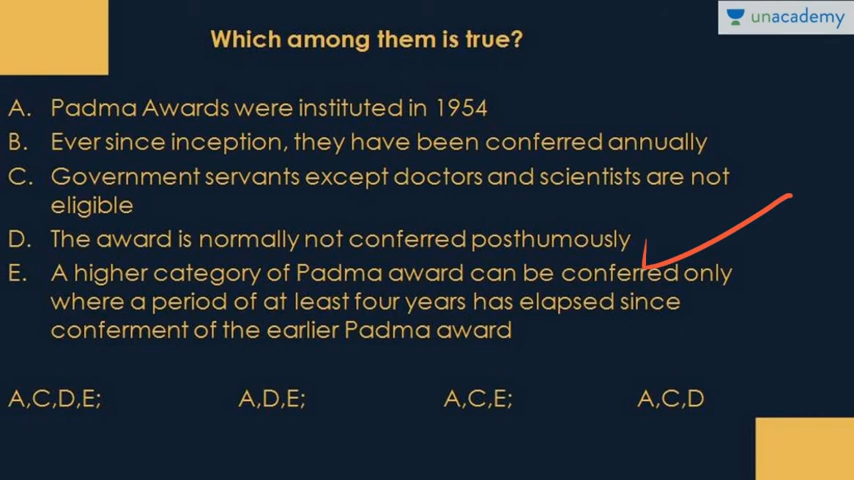 unacademy
Which among them is true?
A. Padma Awards were instituted in 1954
B. Ever since inception, they have been conferred annually
C. Government servants except doctors and scientists are not
eligible
D. The award is normally not conferred posthumously
E. A higher category of Padma award can be conferred only
where a period of at least four years has elapsed since
conferment of the earlier Padma award
A,C,D,E; A,D,E; A,C,E; A,C,D